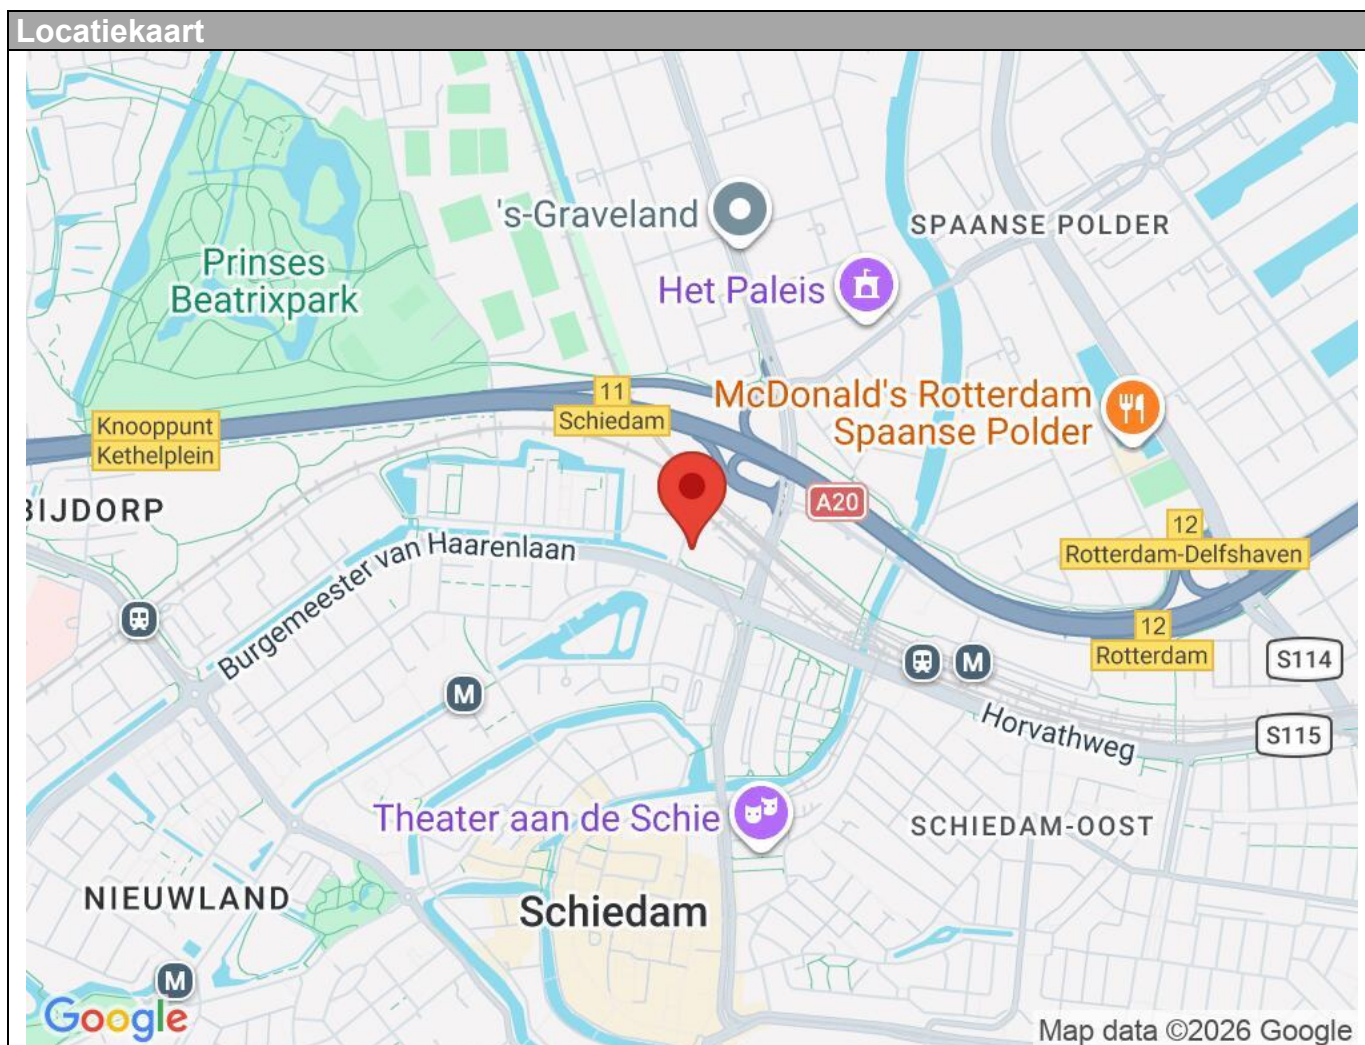 Locatiekaart
's-Graveland
SPAANSE POLDER
Prinses
Beatrixpark
Het Paleis
11
Schiedam
McDonald's Rotterdam
Spaanse Polder
Knooppunt
Kethelplein
A20
BIJDORP
12
Rotterdam-Delfshaven
Burgemeester van Haarenlaan
12
Rotterdam
S114
M
M
Horvathweg
S115
Theater aan de Schie
SCHIEDAM-OOST
NIEUWLAND
Schiedam
M
Google
Map data ©2026 Google